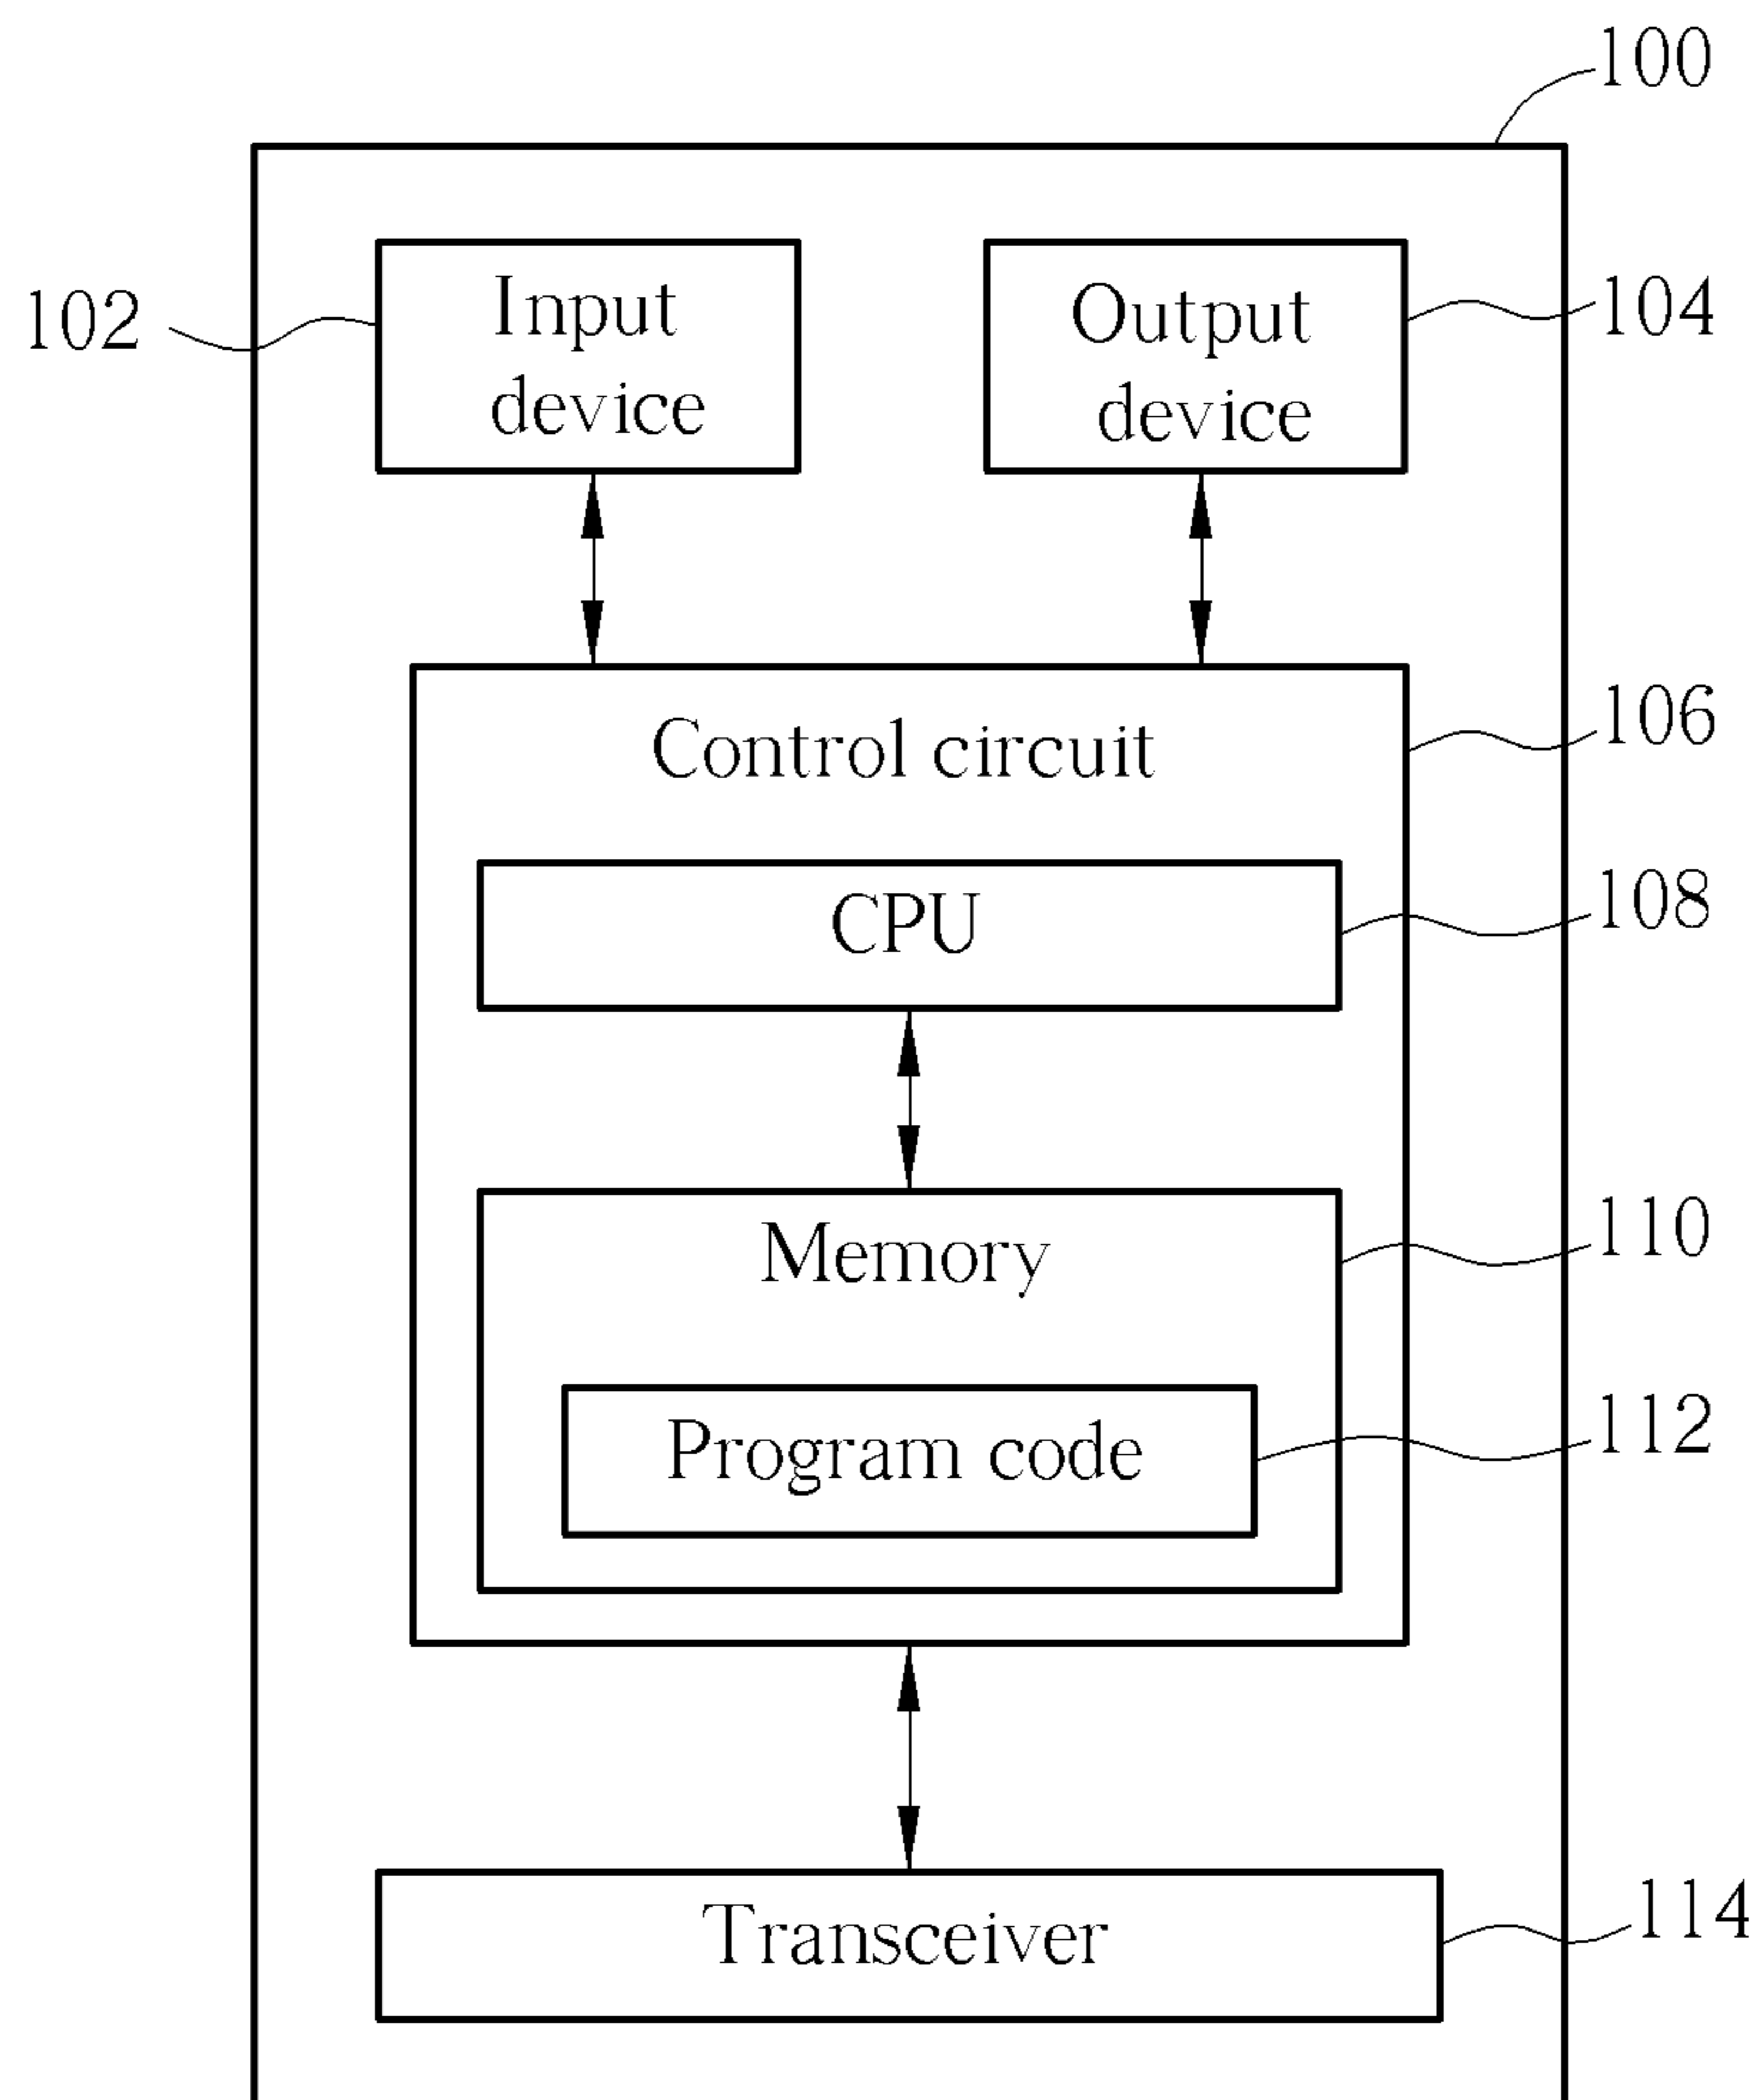 100
102
Input
device
Output
device
104
Control circuit
106
CPU
108
Memory
110
Program code
112
Transceiver
114